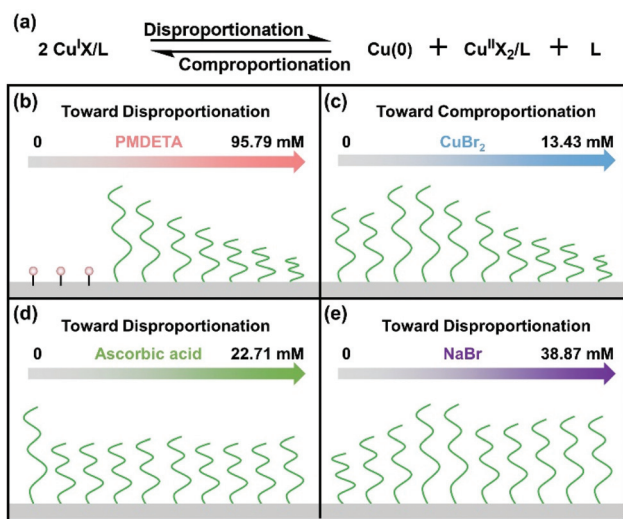 (a)
2 CuᴵX/L Disproportionation Cu(0) + CuᴵᴵX₂/L + L
Comproportionation
(b)
Toward Disproportionation
0 PMDETA 95.79 mM
(c)
Toward Comproportionation
0 CuBr₂ 13.43 mM
(d)
Toward Disproportionation
0 Ascorbic acid 22.71 mM
(e)
Toward Disproportionation
0 NaBr 38.87 mM